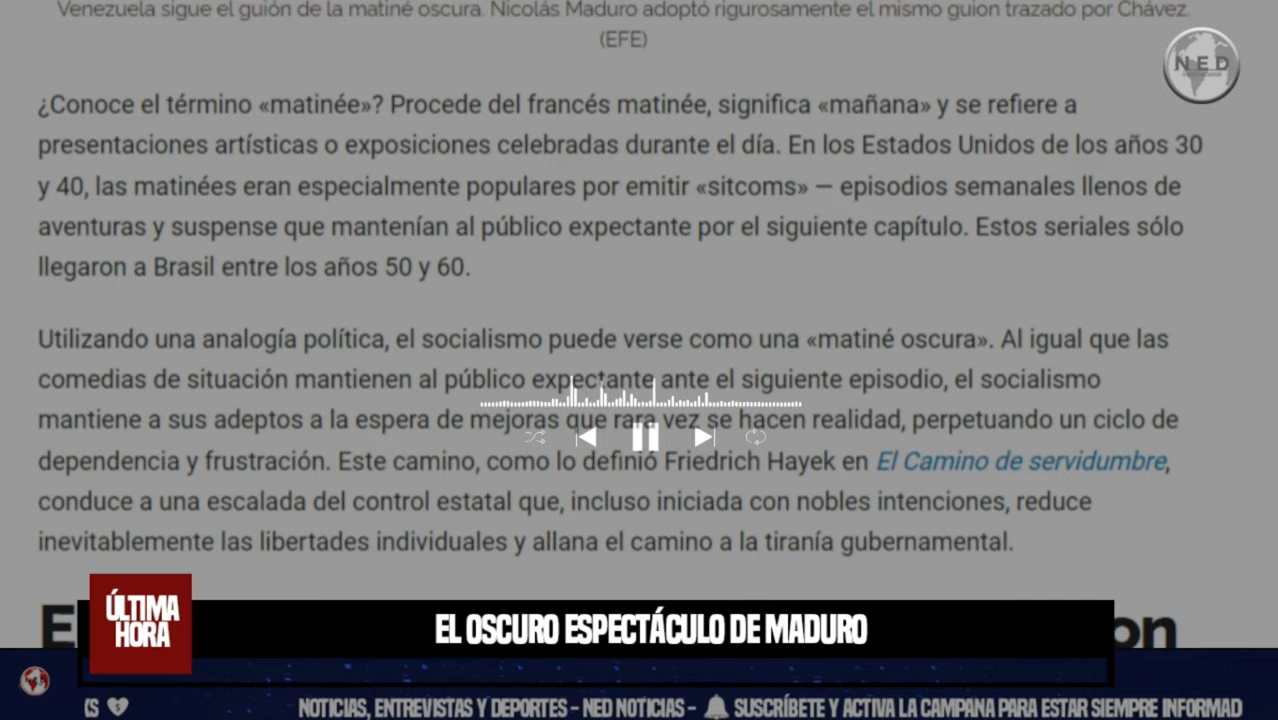 Venezuela sigue el guión de la matiné oscura. Nicolás Maduro adoptó rigurosamente el mismo guion trazado por Chávez.
(EFE)
NED
International
¿Conoce el término «matinée»? Procede del francés matinée, significa «mañana» y se refiere a
presentaciones artísticas o exposiciones celebradas durante el día. En los Estados Unidos de los años 30
y 40, las matinées eran especialmente populares por emitir «sitcoms» — episodios semanales llenos de
aventuras y suspense que mantenían al público expectante por el siguiente capítulo. Estos seriales sólo
llegaron a Brasil entre los años 50 y 60.
Utilizando una analogía política, el socialismo puede verse como una «matiné oscura». Al igual que las
comedias de situación mantienen al público expectante ante el siguiente episodio, el socialismo
mantiene a sus adeptos a la espera de mejoras que rara vez se hacen realidad, perpetuando un ciclo de
dependencia y frustración. Este camino, como lo definió Friedrich Hayek en El Camino de servidumbre,
conduce a una escalada del control estatal que, incluso iniciada con nobles intenciones, reduce
inevitablemente las libertades individuales y allana el camino a la tiranía gubernamental.
E on
ÚLTIMA
HORA
EL OSCURO ESPECTÁCULO DE MADURO
CS NOTICIAS, ENTREVISTAS Y DEPORTES - NED NOTICIAS - SUSCRÍBETE Y ACTIVA LA CAMPANA PARA ESTAR SIEMPRE INFORMAD